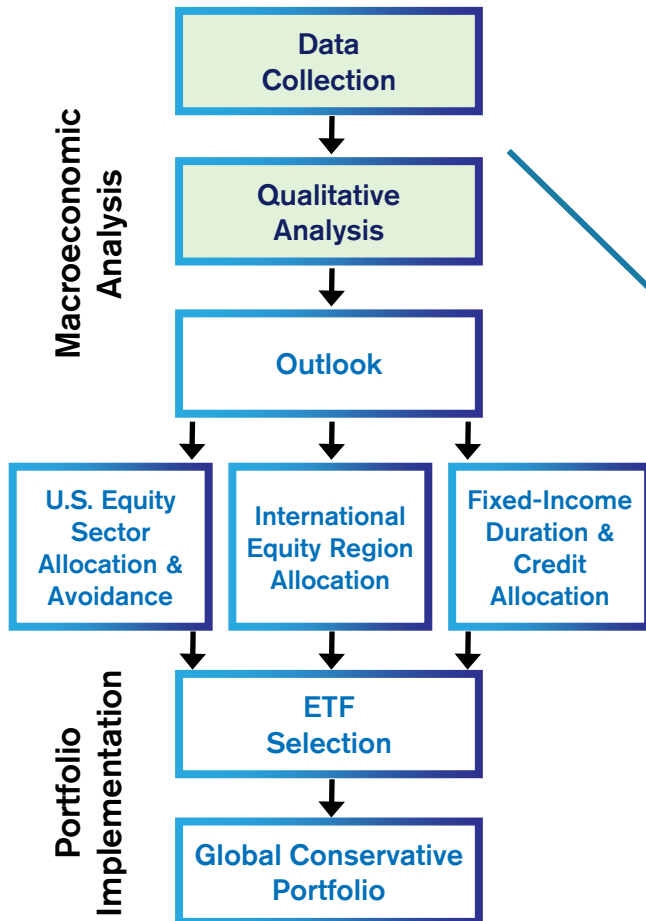 Data
Collection
Macroeconomic
Analysis
Qualitative
Analysis
Outlook
U.S. Equity
Sector
Allocation &
Avoidance
International
Equity Region
Allocation
Fixed-Income
Duration &
Credit
Allocation
Portfolio
Implementation
ETF
Selection
Global Conservative
Portfolio